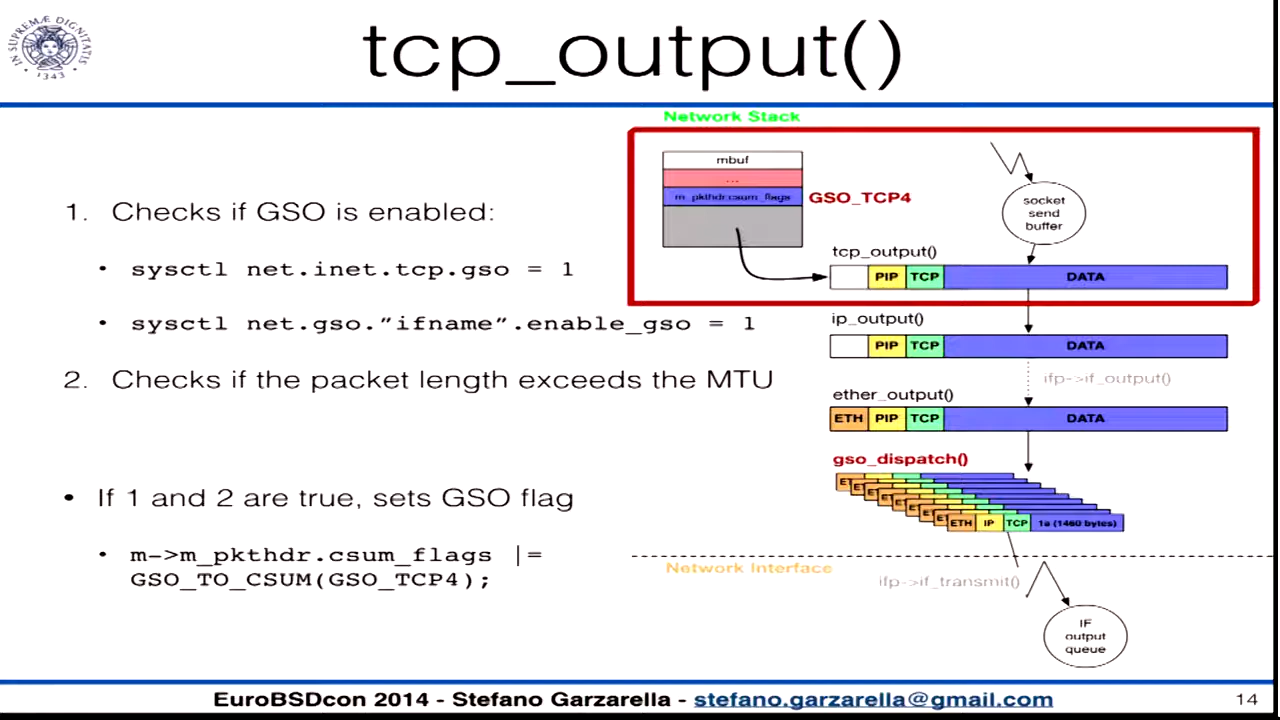 IN SUPREMÆ DIGNITATIS
· 1343 ·
tcp_output()
1. Checks if GSO is enabled:
• sysctl net.inet.tcp.gso = 1
• sysctl net.gso.”ifname”.enable_gso = 1
2. Checks if the packet length exceeds the MTU
• If 1 and 2 are true, sets GSO flag
• m->m_pkthdr.csum_flags |=
GSO_TO_CSUM(GSO_TCP4);
Network Stack
mbuf
...
m_pkthdr.csum_flags
GSO_TCP4
socket
send
buffer
tcp_output()
PIP TCP DATA
ip_output()
PIP TCP DATA
ifp->if_output()
ether_output()
ETH PIP TCP DATA
gso_dispatch()
ETH IP TCP 1a (1460 bytes)
Network Interface
ifp->if_transmit()
IF
output
queue
EuroBSDcon 2014 - Stefano Garzarella - stefano.garzarella@gmail.com
14